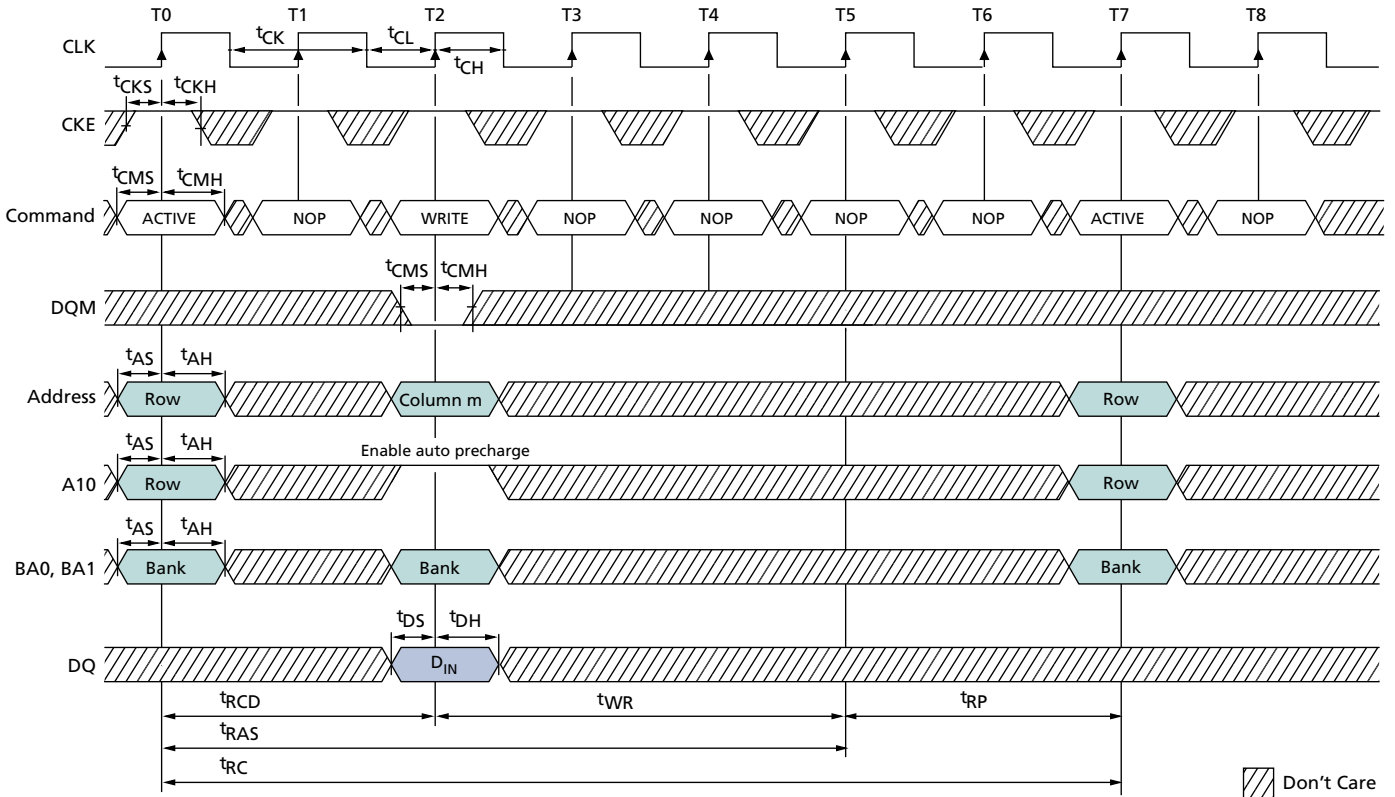 T0 T1 T2 T3 T4 T5 T6 T7 T8
CLK
tCK tCL
tCH
tCKS tCKH
CKE
tCMS tCMH
Command ACTIVE NOP WRITE NOP NOP NOP NOP ACTIVE NOP
tCMS tCMH
DQM
tAS tAH
Address Row Column m Row
tAS tAH Enable auto precharge
A10 Row Row
tAS tAH
BA0, BA1 Bank Bank Bank
tDS tDH
DQ DIN
tRCD tWR tRP
tRAS
tRC
Don't Care